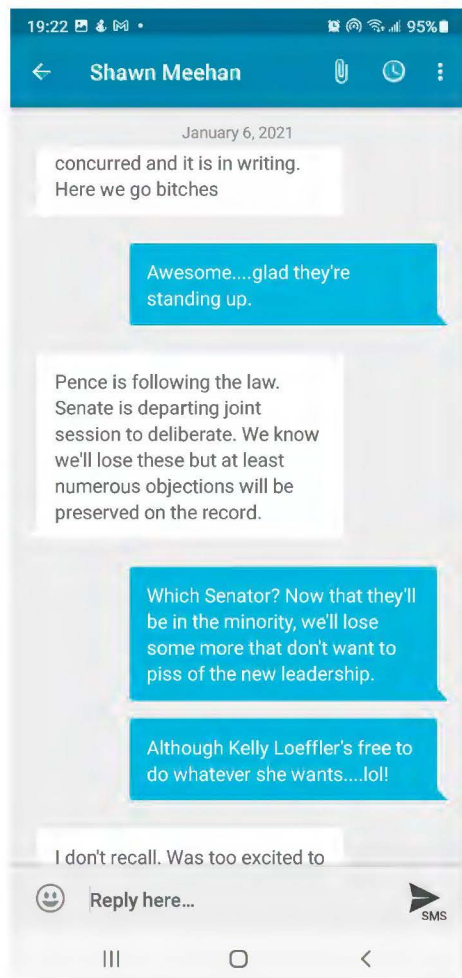 19:22 95%
Shawn Meehan
January 6, 2021
concurred and it is in writing.
Here we go bitches
Awesome....glad they're
standing up.
Pence is following the law.
Senate is departing joint
session to deliberate. We know
we'll lose these but at least
numerous objections will be
preserved on the record.
Which Senator? Now that they'll
be in the minority, we'll lose
some more that don't want to
piss of the new leadership.
Although Kelly Loeffler's free to
do whatever she wants....lol!
I don't recall. Was too excited to
Reply here...
SMS